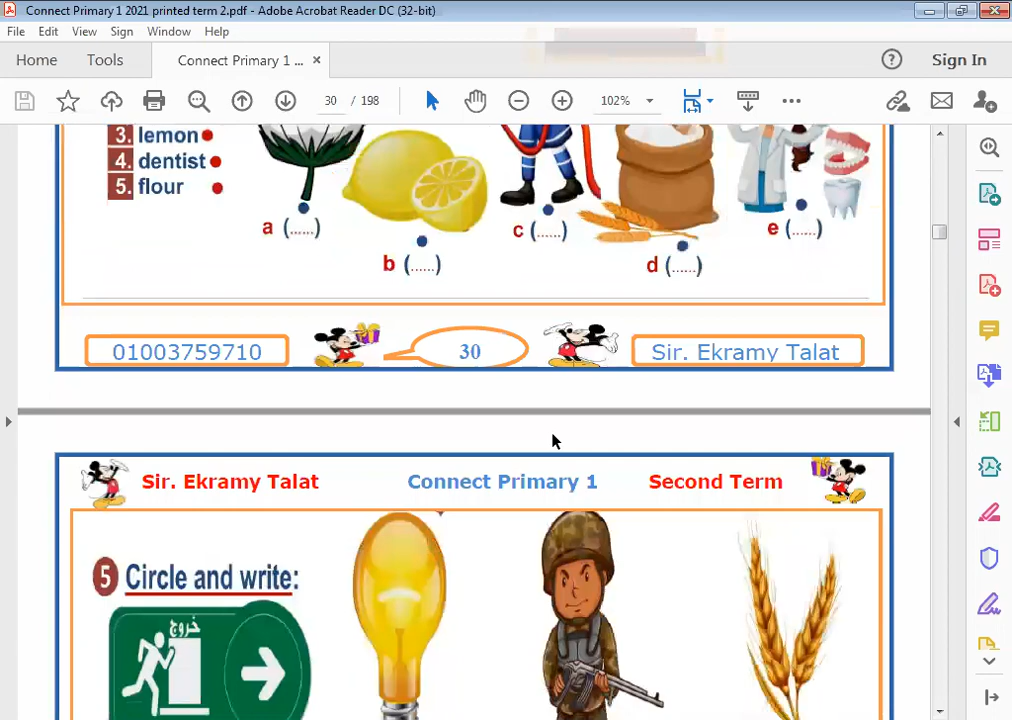 Connect Primary 1 2021 printed term 2.pdf - Adobe Acrobat Reader DC (32-bit)
File Edit View Sign Window Help
Home Tools Connect Primary 1 ... × Sign In
30 / 198 102%
3. lemon
4. dentist
5. flour
a (......)
b (......)
c (......)
d (......)
e (......)
01003759710 30 Sir. Ekramy Talat
Sir. Ekramy Talat Connect Primary 1 Second Term
5 Circle and write:
خروج